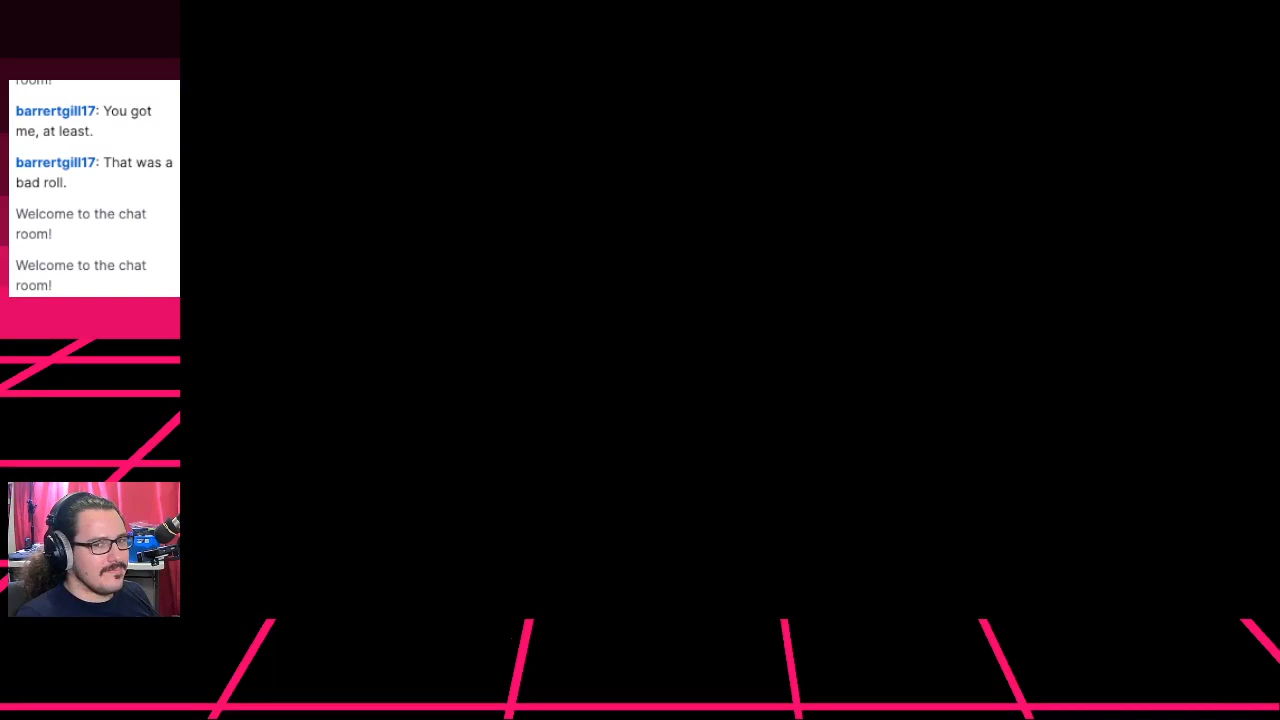 room!
barrertgill17: You got
me, at least.
barrertgill17: That was a
bad roll.
Welcome to the chat
room!
Welcome to the chat
room!